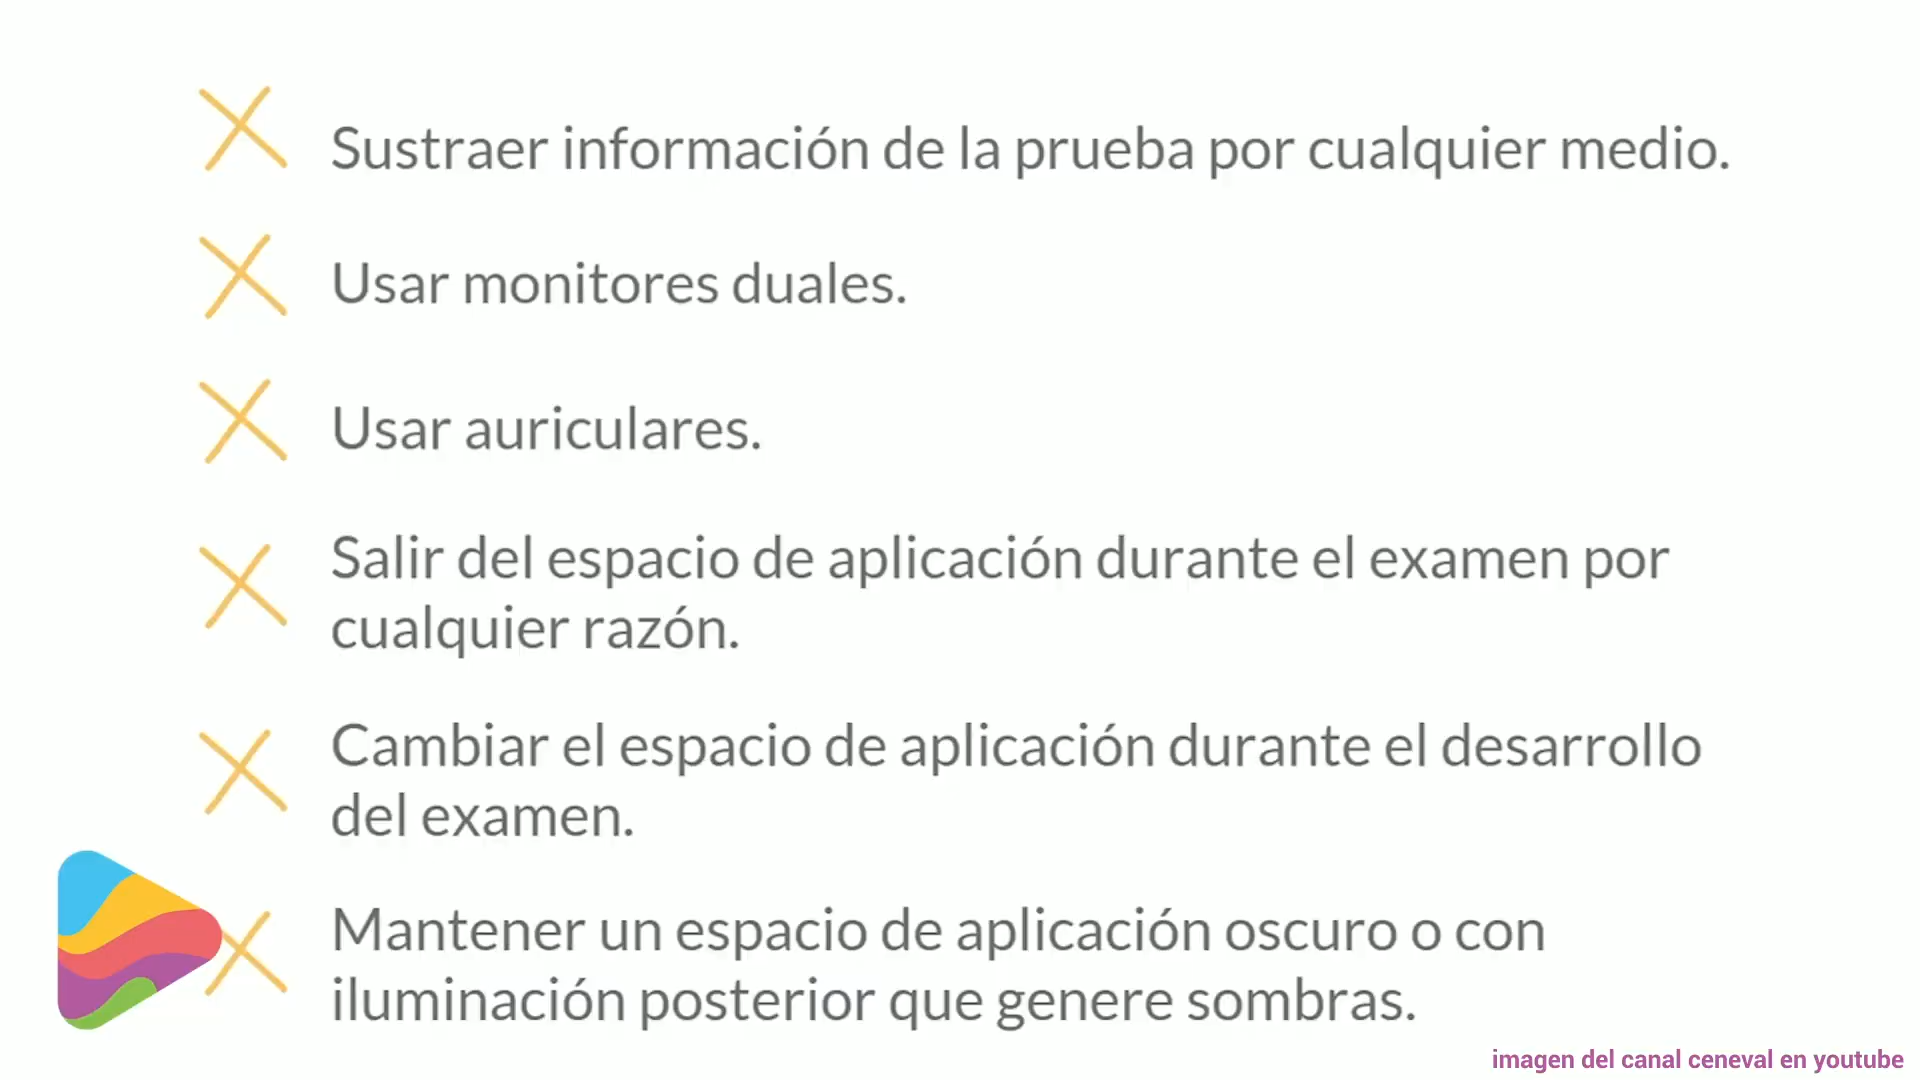 Sustraer información de la prueba por cualquier medio.
Usar monitores duales.
Usar auriculares.
Salir del espacio de aplicación durante el examen por
cualquier razón.
Cambiar el espacio de aplicación durante el desarrollo
del examen.
Mantener un espacio de aplicación oscuro o con
iluminación posterior que genere sombras.
imagen del canal ceneval en youtube